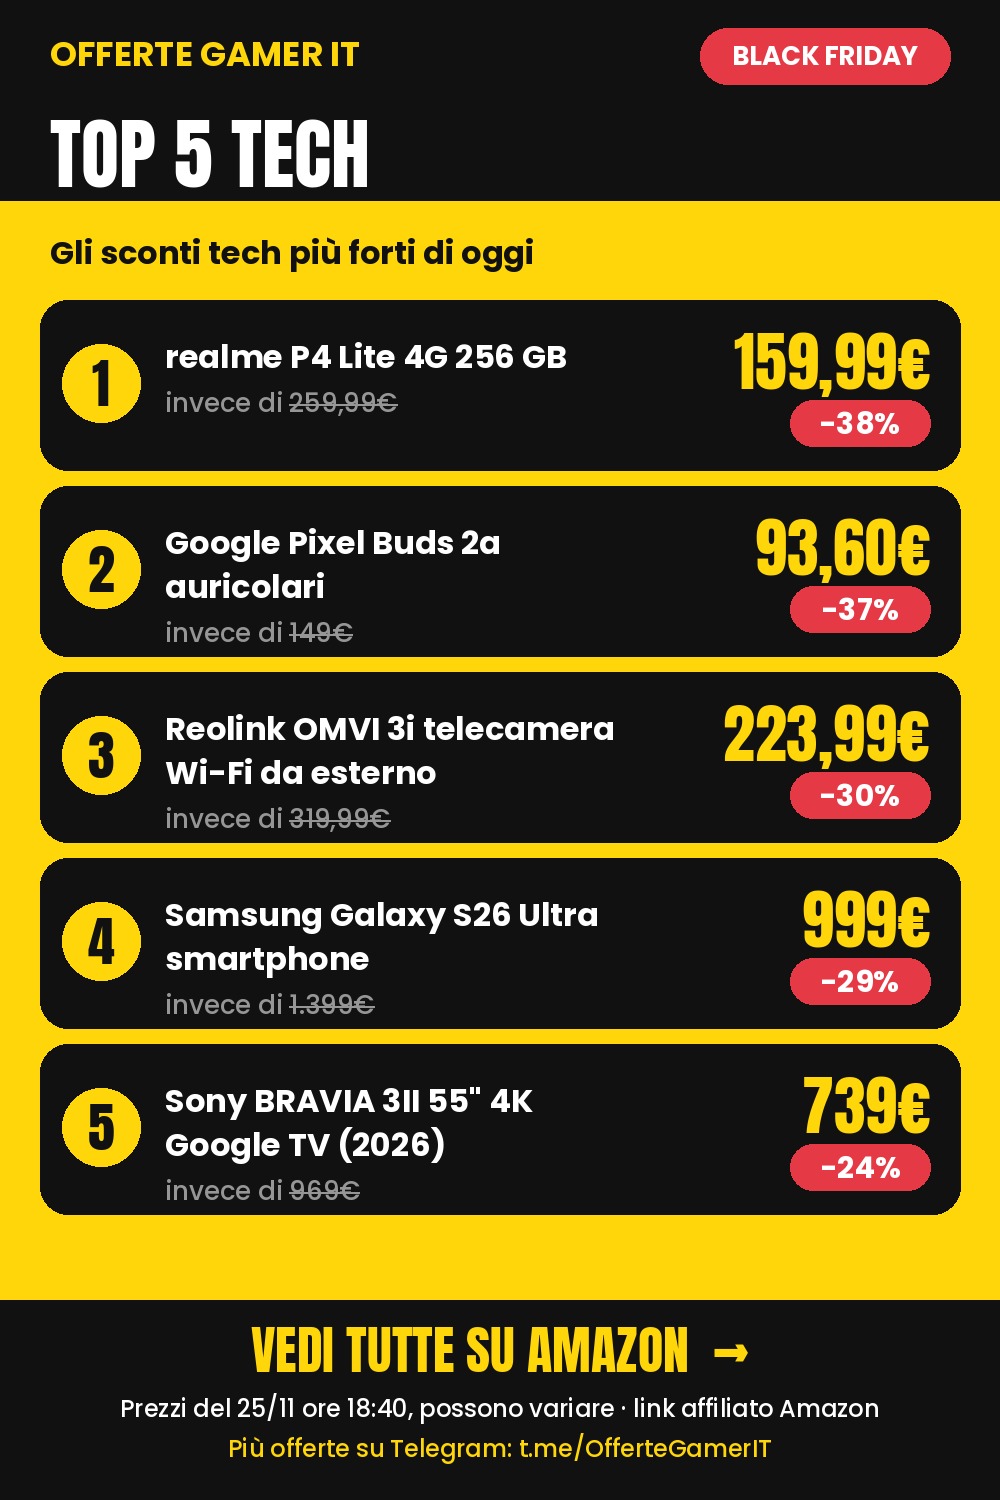 OFFERTE GAMER IT
BLACK FRIDAY
TOP 5 TECH
Gli sconti tech più forti di oggi
1
realme P4 Lite 4G 256 GB
invece di 259,99€
159,99€
-38%
2
Google Pixel Buds 2a
auricolari
invece di 149€
93,60€
-37%
3
Reolink OMVI 3i telecamera
Wi-Fi da esterno
invece di 319,99€
223,99€
-30%
4
Samsung Galaxy S26 Ultra
smartphone
invece di 1.399€
999€
-29%
5
Sony BRAVIA 3II 55" 4K
Google TV (2026)
invece di 969€
739€
-24%
VEDI TUTTE SU AMAZON →
Prezzi del 25/11 ore 18:40, possono variare · link affiliato Amazon
Più offerte su Telegram: t.me/OfferteGamerIT